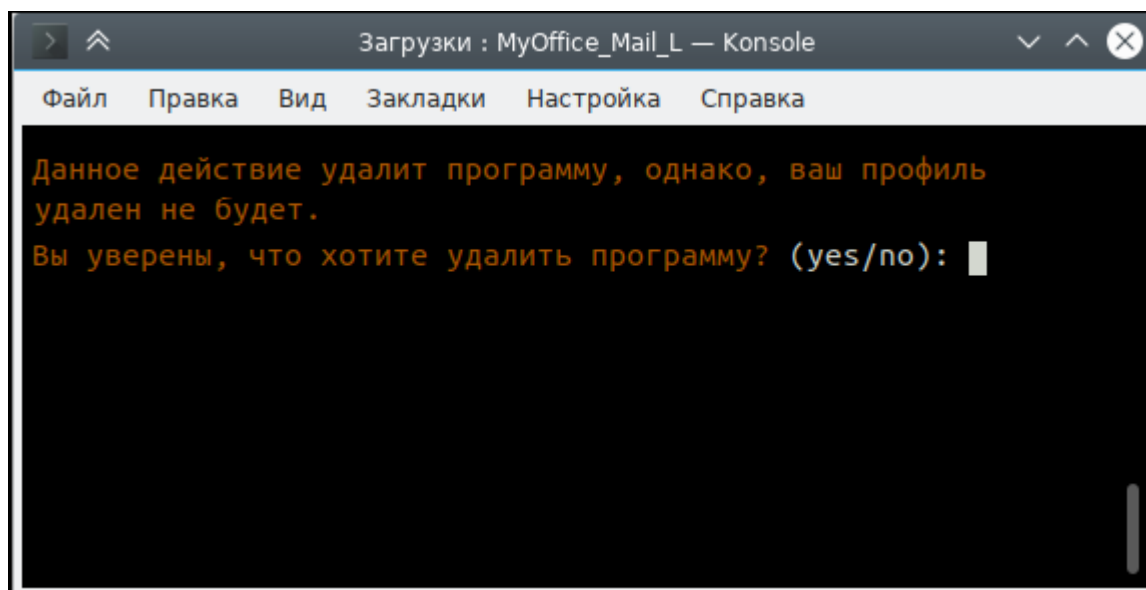 Загрузки : MyOffice_Mail_L — Konsole
Файл Правка Вид Закладки Настройка Справка
Данное действие удалит программу, однако, ваш профиль
удален не будет.
Вы уверены, что хотите удалить программу? (yes/no):